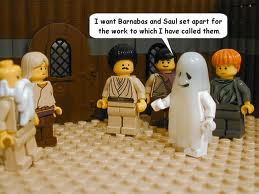 I want Barnabas and Saul set apart for
the work to which I have called them.